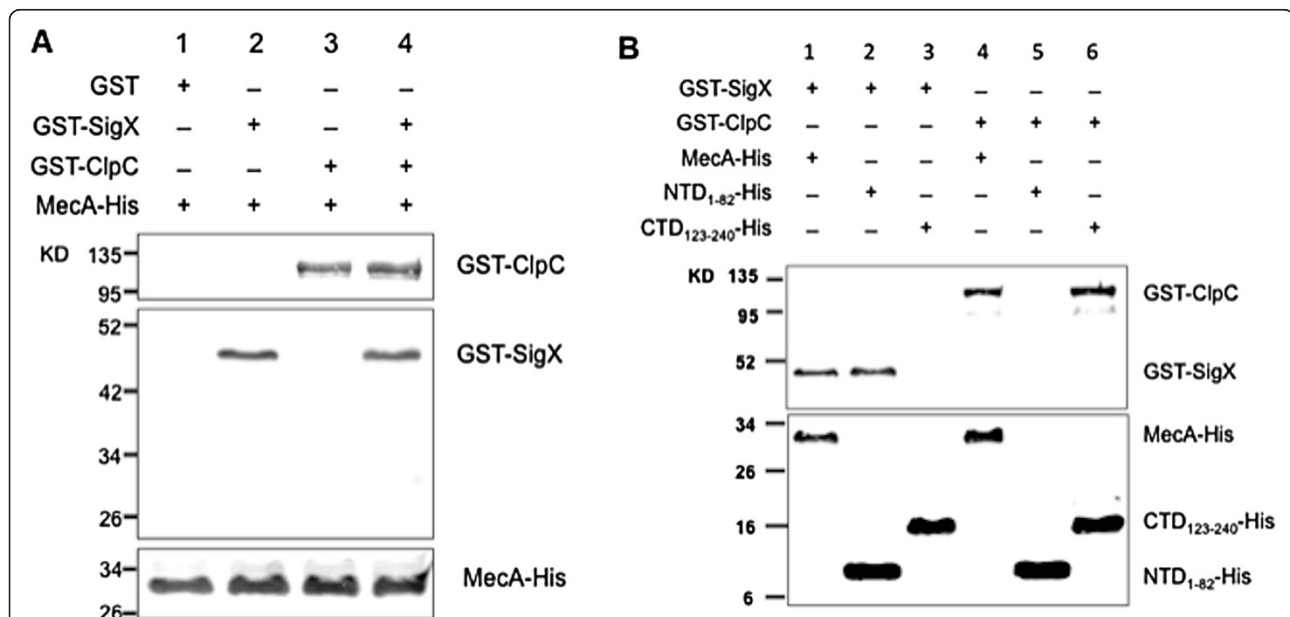 A 1 2 3 4
GST + – – –
GST-SigX – + – +
GST-ClpC – – + +
MecA-His + + + +
KD 135
95
GST-ClpC
52
42
34
26
GST-SigX
34
26
MecA-His
B 1 2 3 4 5 6
GST-SigX + + + – – –
GST-ClpC – – – + + +
MecA-His + – – + – –
NTD₁₋₈₂-His – + – – + –
CTD₁₂₃₋₂₄₀-His – – + – – +
KD 135
95
52
GST-ClpC
GST-SigX
34
26
16
6
MecA-His
CTD₁₂₃₋₂₄₀-His
NTD₁₋₈₂-His